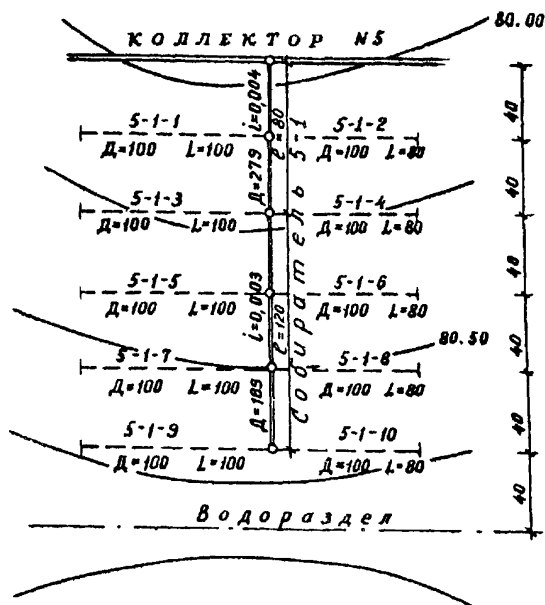 КОЛЛЕКТОР N5
80.00
i=0,004
ℓ=80
Д=279
5-1-1
Д=100 L=100
5-1-2
Д=100 L=80
5-1-3
Д=100 L=100
5-1-4
Д=100 L=80
Собиратель 5-1
5-1-5
Д=100 L=100
5-1-6
Д=100 L=80
i=0,003
ℓ=120
Д=189
5-1-7
Д=100 L=100
5-1-8
Д=100 L=80
80.50
5-1-9
Д=100 L=100
5-1-10
Д=100 L=80
Водораздел
40
40
40
40
40
40